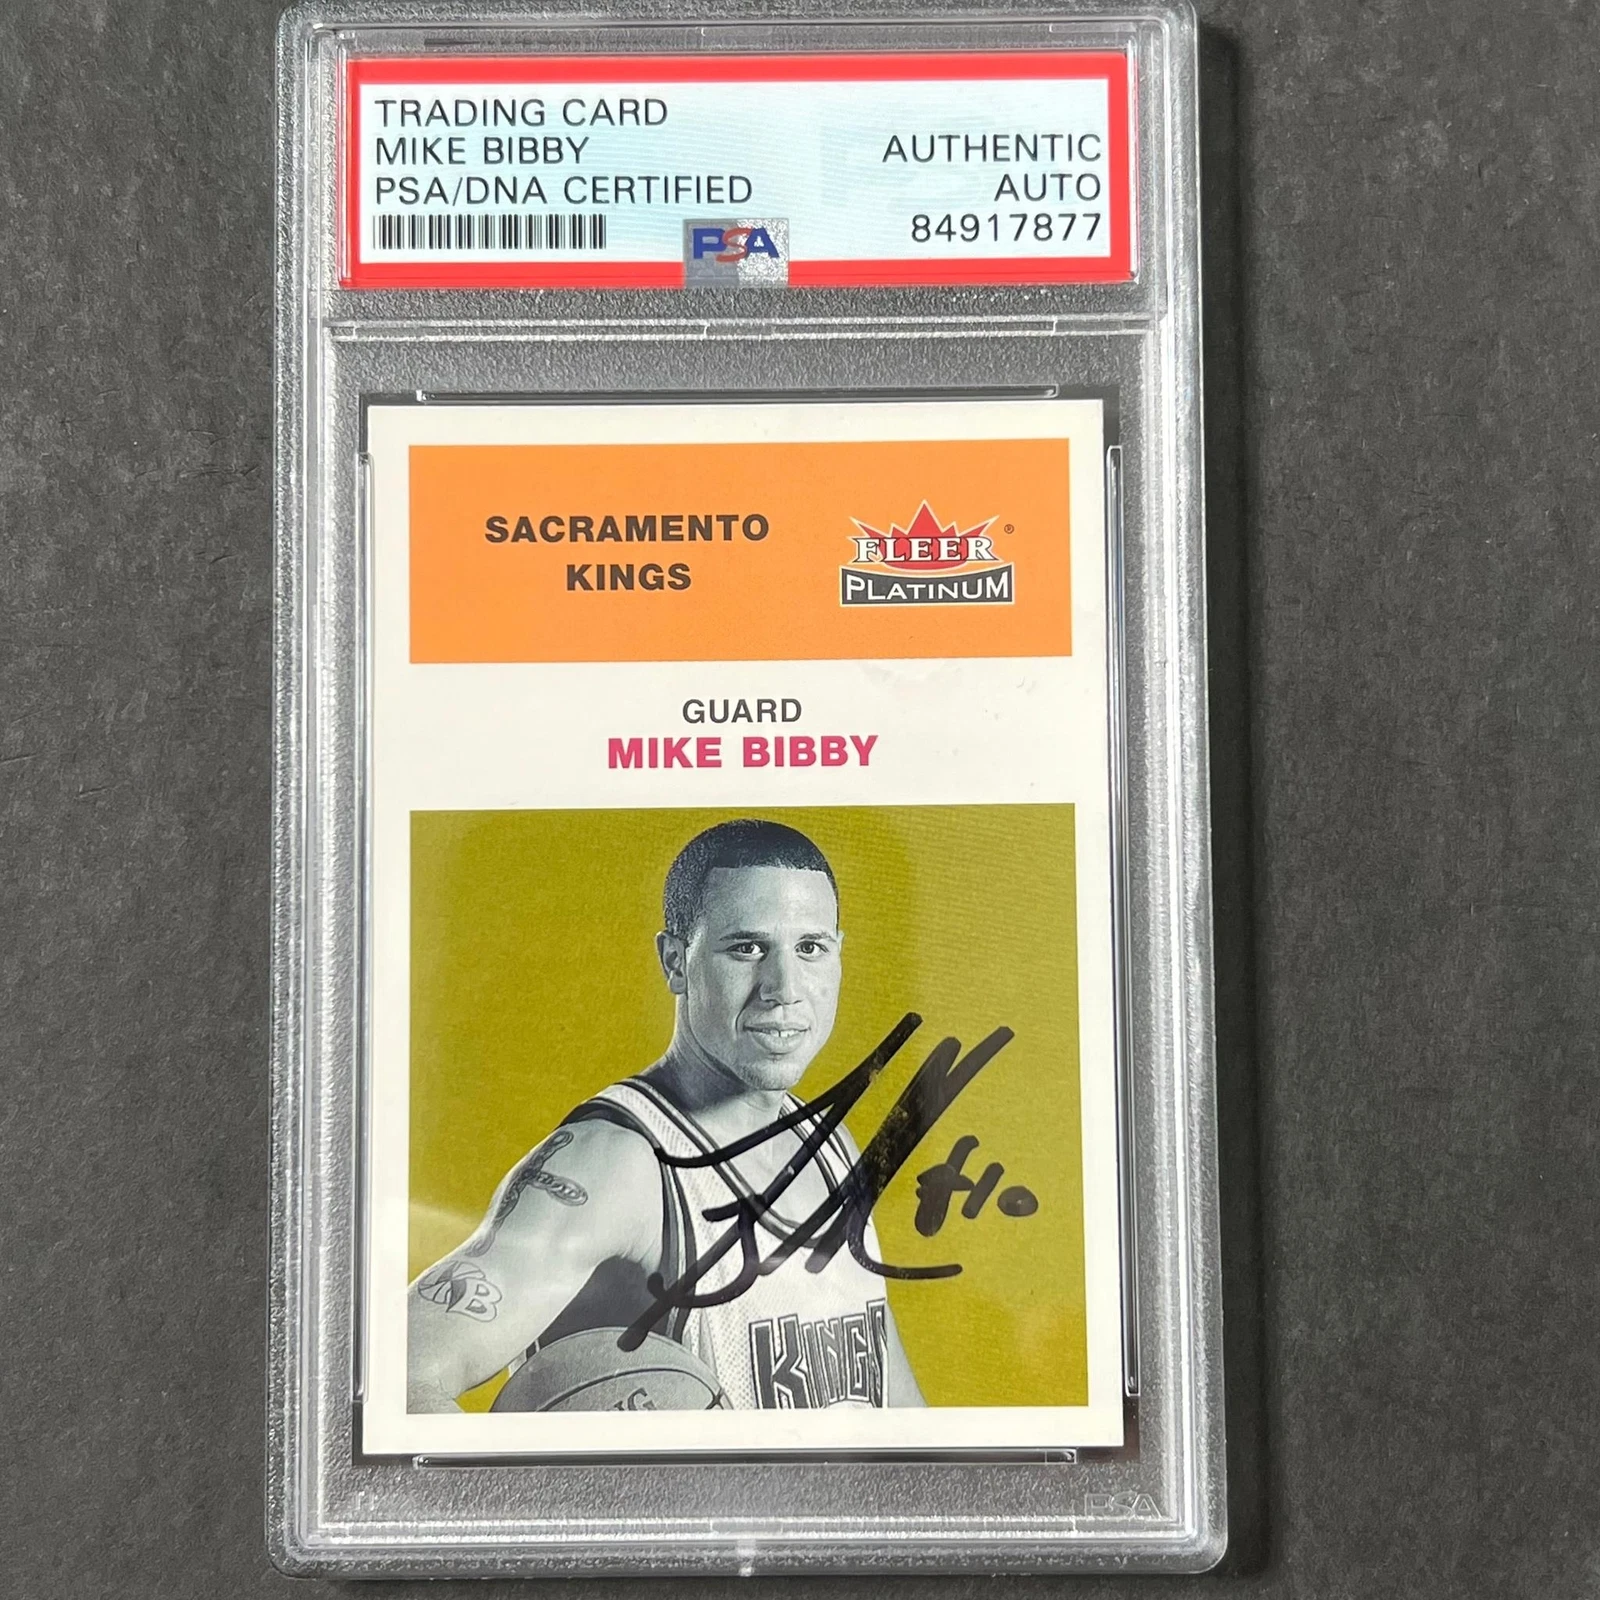 TRADING CARD
MIKE BIBBY
PSA/DNA CERTIFIED
AUTHENTIC
AUTO
84917877
PSA
SACRAMENTO
KINGS
FLEER®
PLATINUM
GUARD
MIKE BIBBY
#10
B
KINGS
PSA